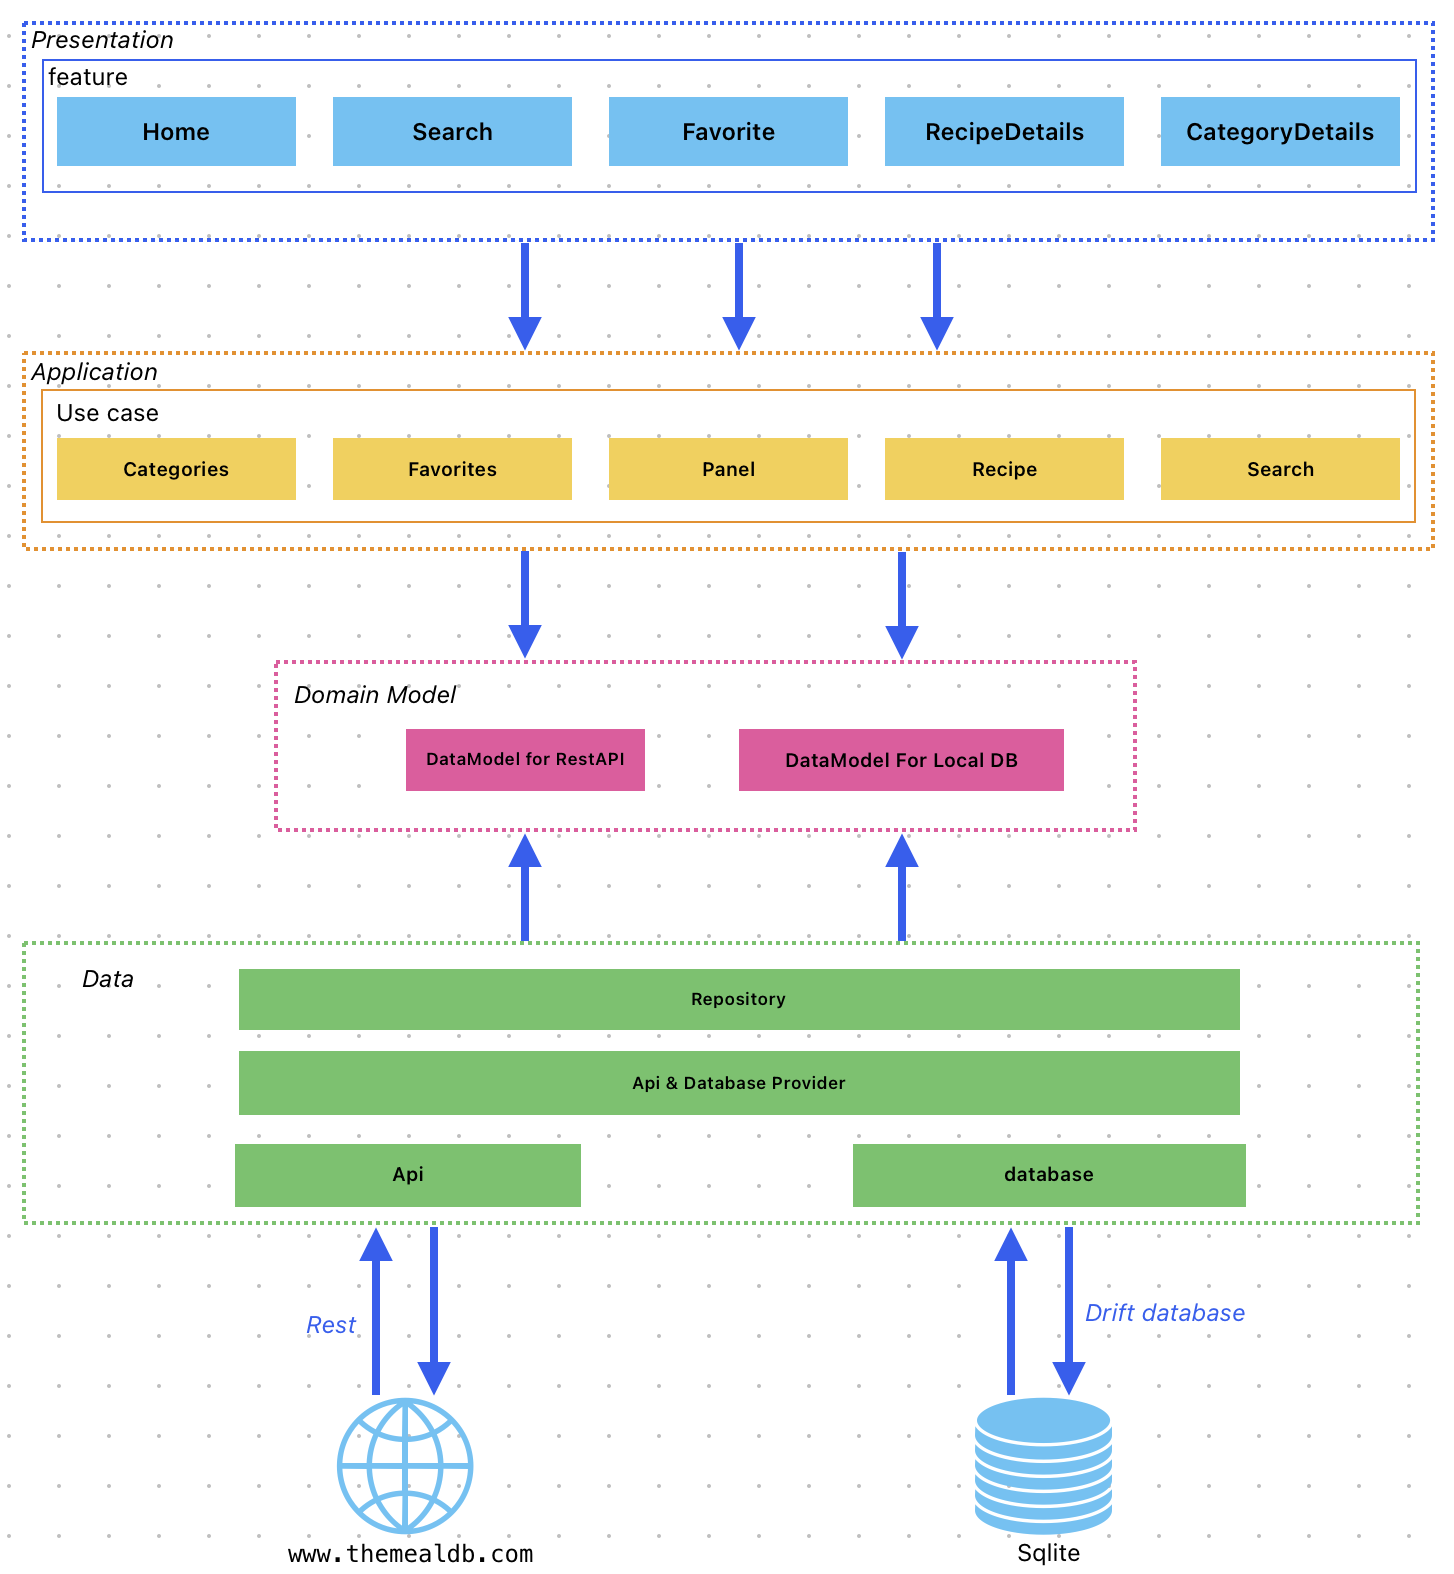 Presentation
feature
Home
Search
Favorite
RecipeDetails
CategoryDetails
Application
Use case
Categories
Favorites
Panel
Recipe
Search
Domain Model
DataModel for RestAPI
DataModel For Local DB
Data
Repository
Api & Database Provider
Api
database
Rest
Drift database
www.themealdb.com
Sqlite